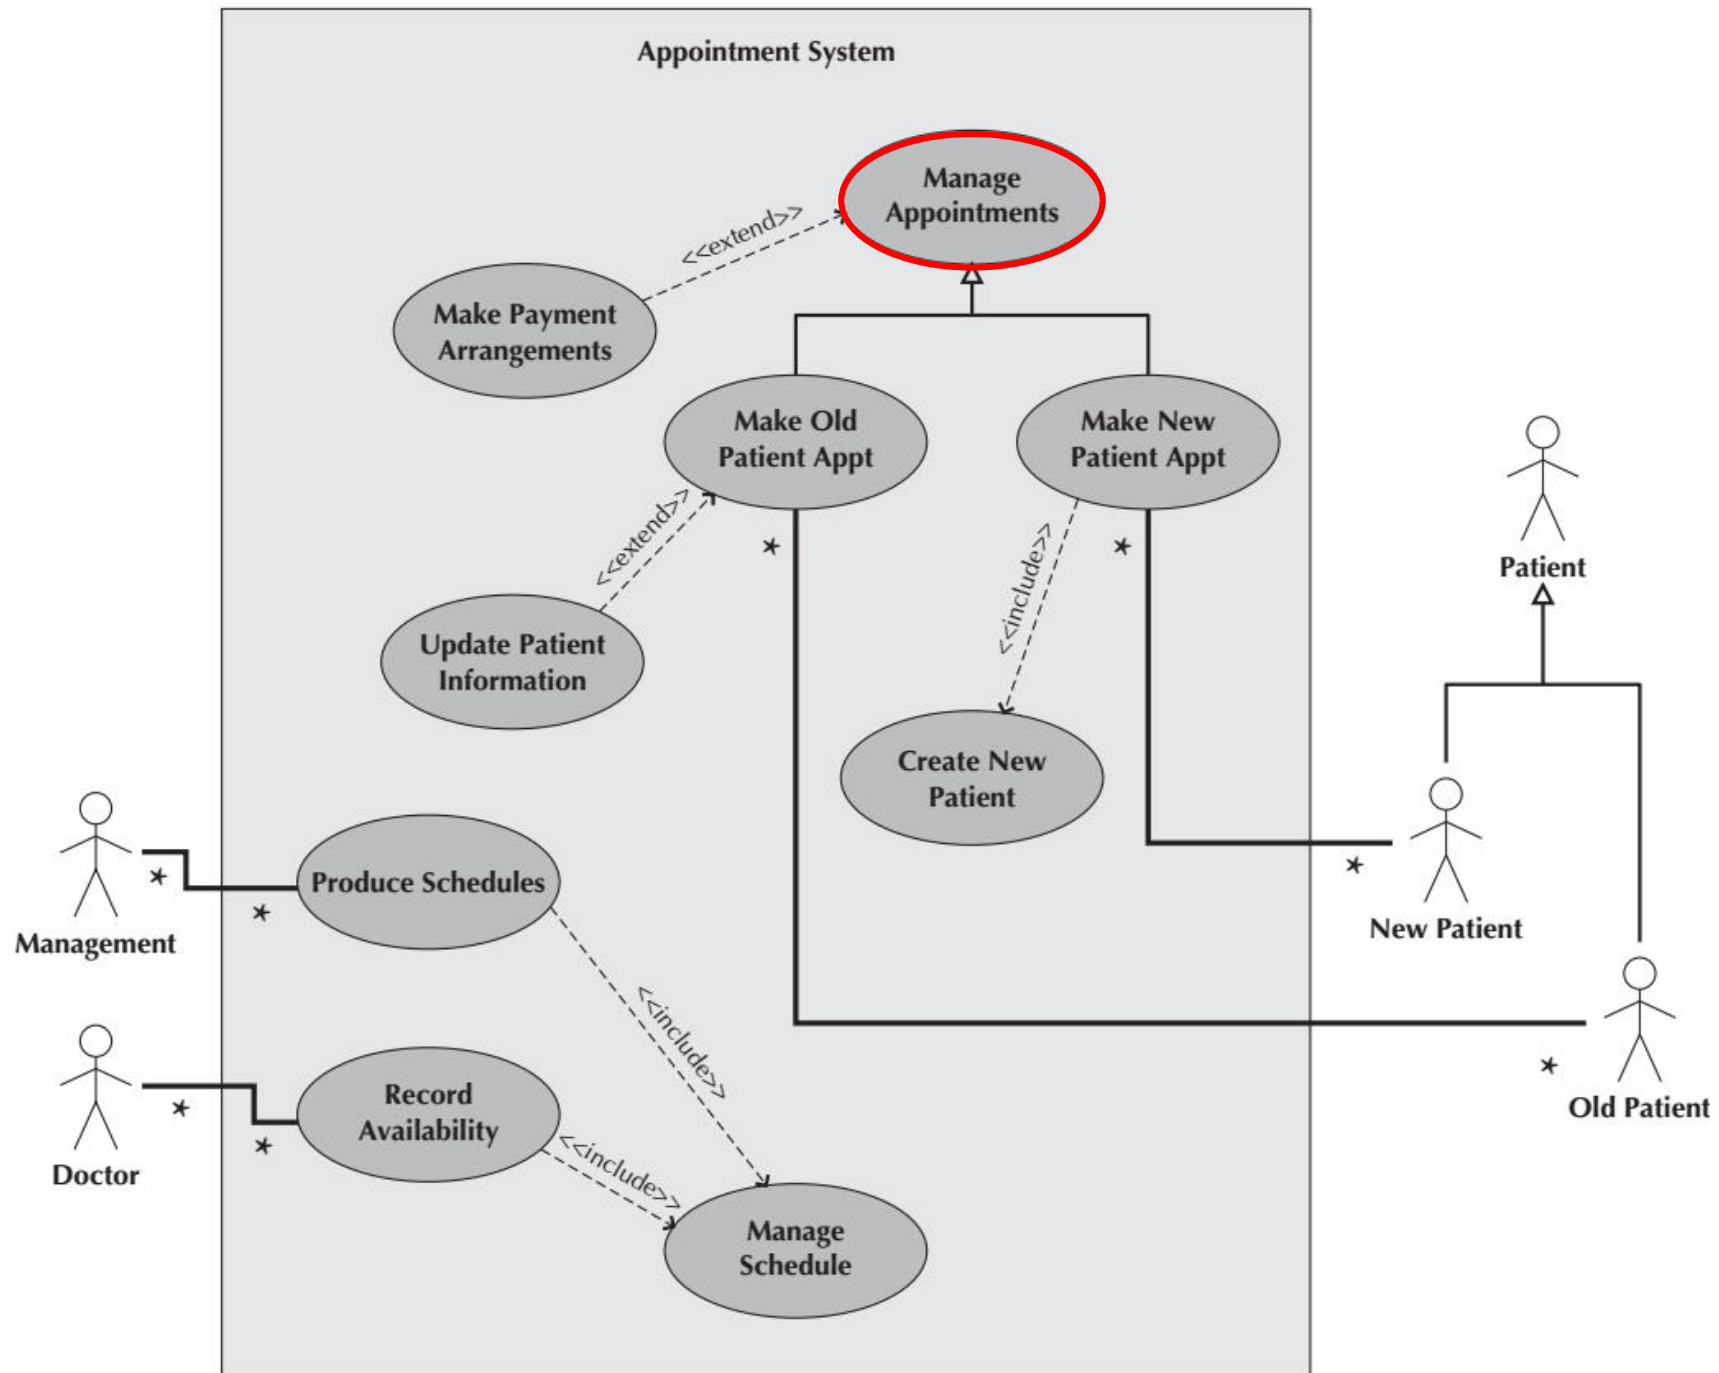 Appointment System
Manage
Appointments
<<extend>>
Make Payment
Arrangements
Make Old
Patient Appt
Make New
Patient Appt
<<extend>>
*
<<include>>
*
Patient
Update Patient
Information
Create New
Patient
*
Produce Schedules
*
*
Management
New Patient
<<include>>
Record
Availability
*
*
<<include>>
*
Old Patient
Doctor
Manage
Schedule